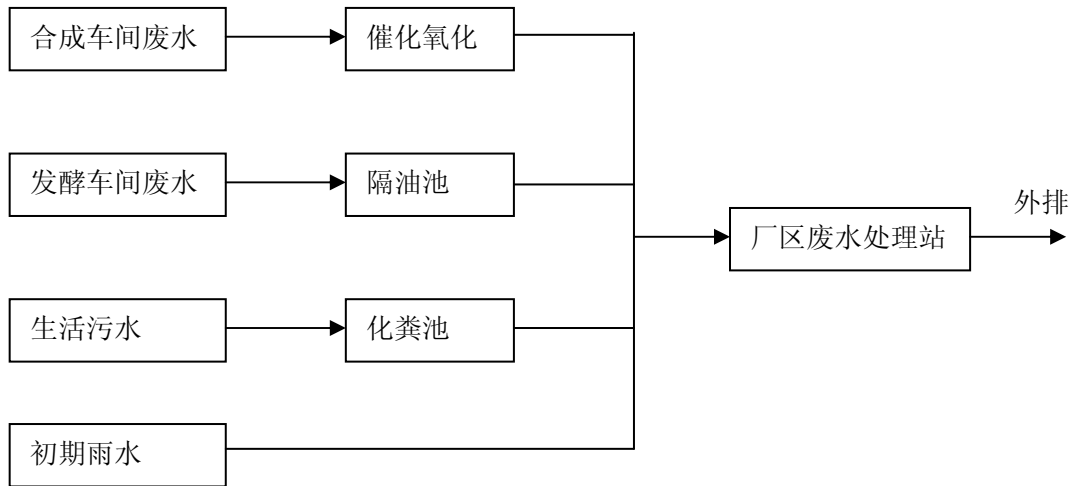 合成车间废水
催化氧化
发酵车间废水
隔油池
外排
厂区废水处理站
生活污水
化粪池
初期雨水